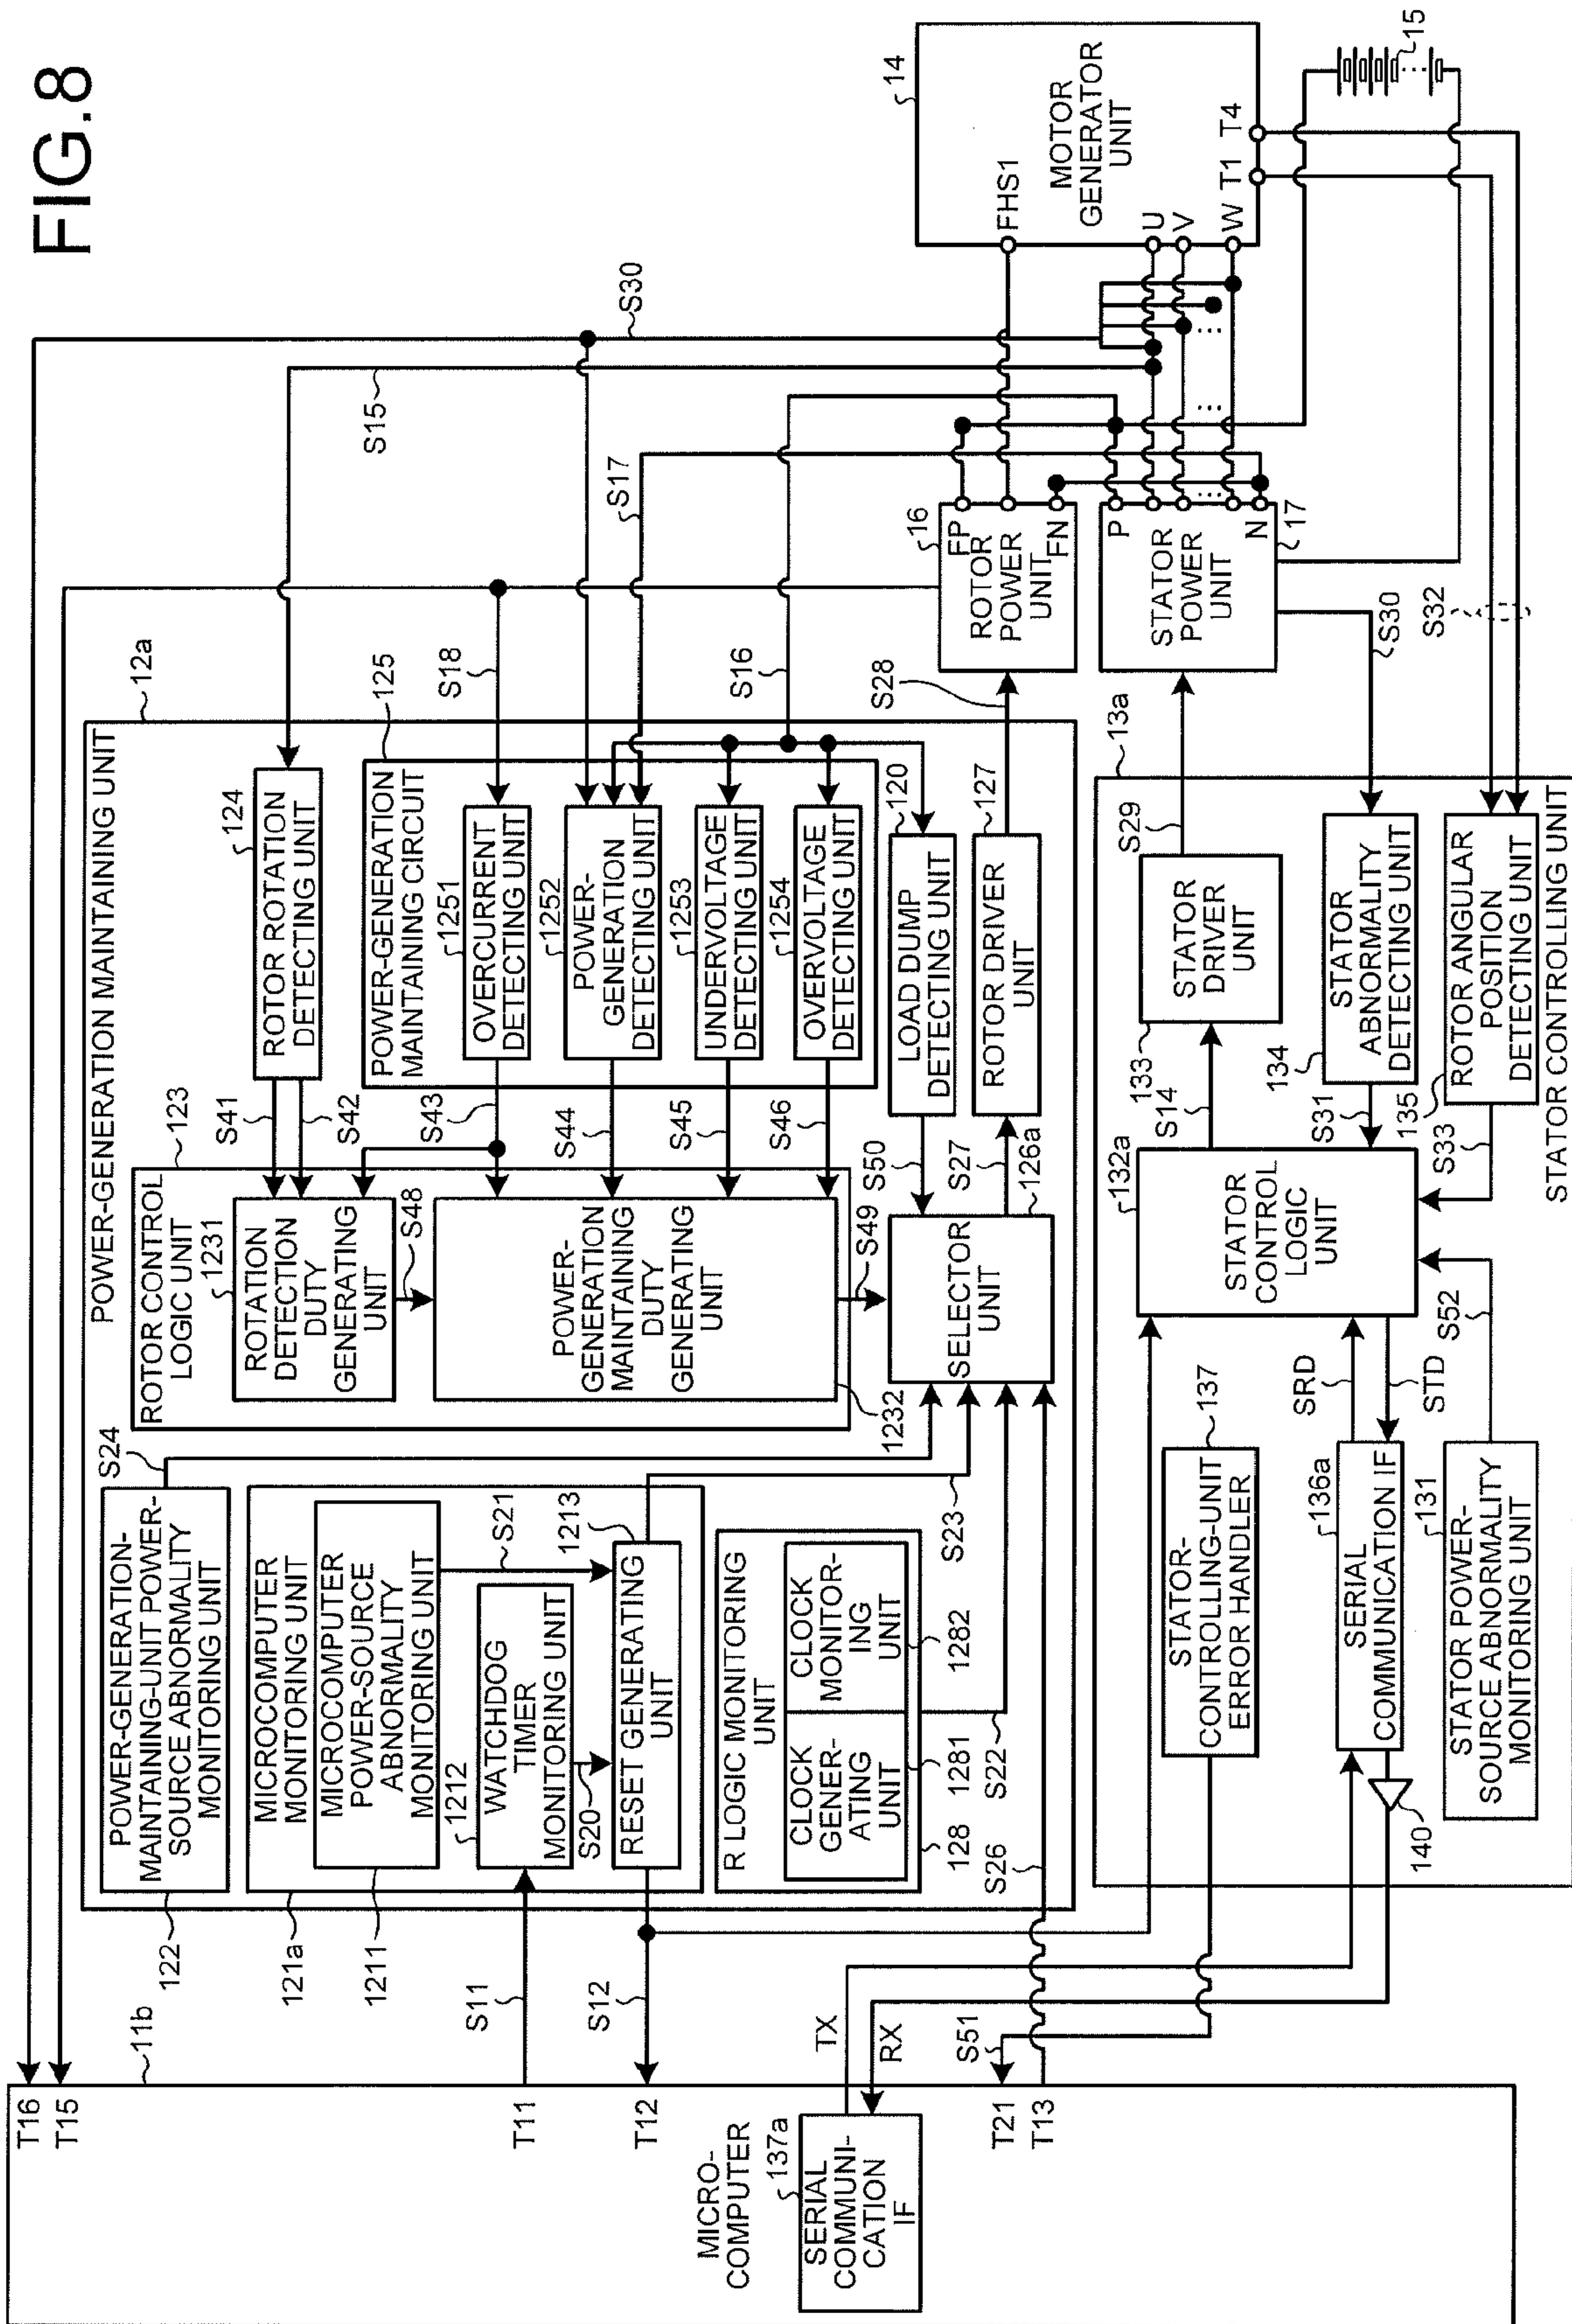 FIG.8
T16
T15
11b
T11
T12
T21
T13
MICRO-
COMPUTER
137a
SERIAL
COMMUNI-
CATION
IF
S11
S12
TX
RX
S51
POWER-GENERATION MAINTAINING UNIT
12a
122
POWER-GENERATION-
MAINTAINING-UNIT POWER-
SOURCE ABNORMALITY
MONITORING UNIT
S24
121a
MICROCOMPUTER
MONITORING UNIT
1211
MICROCOMPUTER
POWER-SOURCE
ABNORMALITY
MONITORING UNIT
S21
1212
WATCHDOG
TIMER
MONITORING UNIT
S20
1213
RESET GENERATING
UNIT
S23
R LOGIC MONITORING
UNIT
CLOCK
GENER-
ATING
UNIT
CLOCK
MONITOR-
ING
UNIT
128
1281
1282
S22
S26
ROTOR CONTROL
LOGIC UNIT
123
1231
ROTATION
DETECTION
DUTY
GENERATING
UNIT
S48
POWER-
GENERATION
MAINTAINING
DUTY
GENERATING
UNIT
1232
S49
SELECTOR
UNIT
126a
S41
S42
S43
S44
S45
S46
S50
S27
124
ROTOR ROTATION
DETECTING UNIT
125
POWER-GENERATION
MAINTAINING CIRCUIT
1251
OVERCURRENT
DETECTING UNIT
1252
POWER-
GENERATION
DETECTING UNIT
1253
UNDERVOLTAGE
DETECTING UNIT
1254
OVERVOLTAGE
DETECTING UNIT
120
LOAD DUMP
DETECTING UNIT
127
ROTOR DRIVER
UNIT
S15
S30
S17
S18
S16
S28
16
FP
ROTOR
POWER
UNIT
FN
P
STATOR
POWER
UNIT
N
17
14
FHS1
MOTOR
GENERATOR
UNIT
U
V
W
T1
T4
15
13a
STATOR CONTROLLING UNIT
137
STATOR-
CONTROLLING-UNIT
ERROR HANDLER
136a
SERIAL
COMMUNICATION IF
140
131
STATOR POWER-
SOURCE ABNORMALITY
MONITORING UNIT
SRD
STD
S52
132a
STATOR
CONTROL
LOGIC
UNIT
S14
133
STATOR
DRIVER
UNIT
S29
S31
134
STATOR
ABNORMALITY
DETECTING UNIT
S30
S33
135
ROTOR ANGULAR
POSITION
DETECTING UNIT
S32